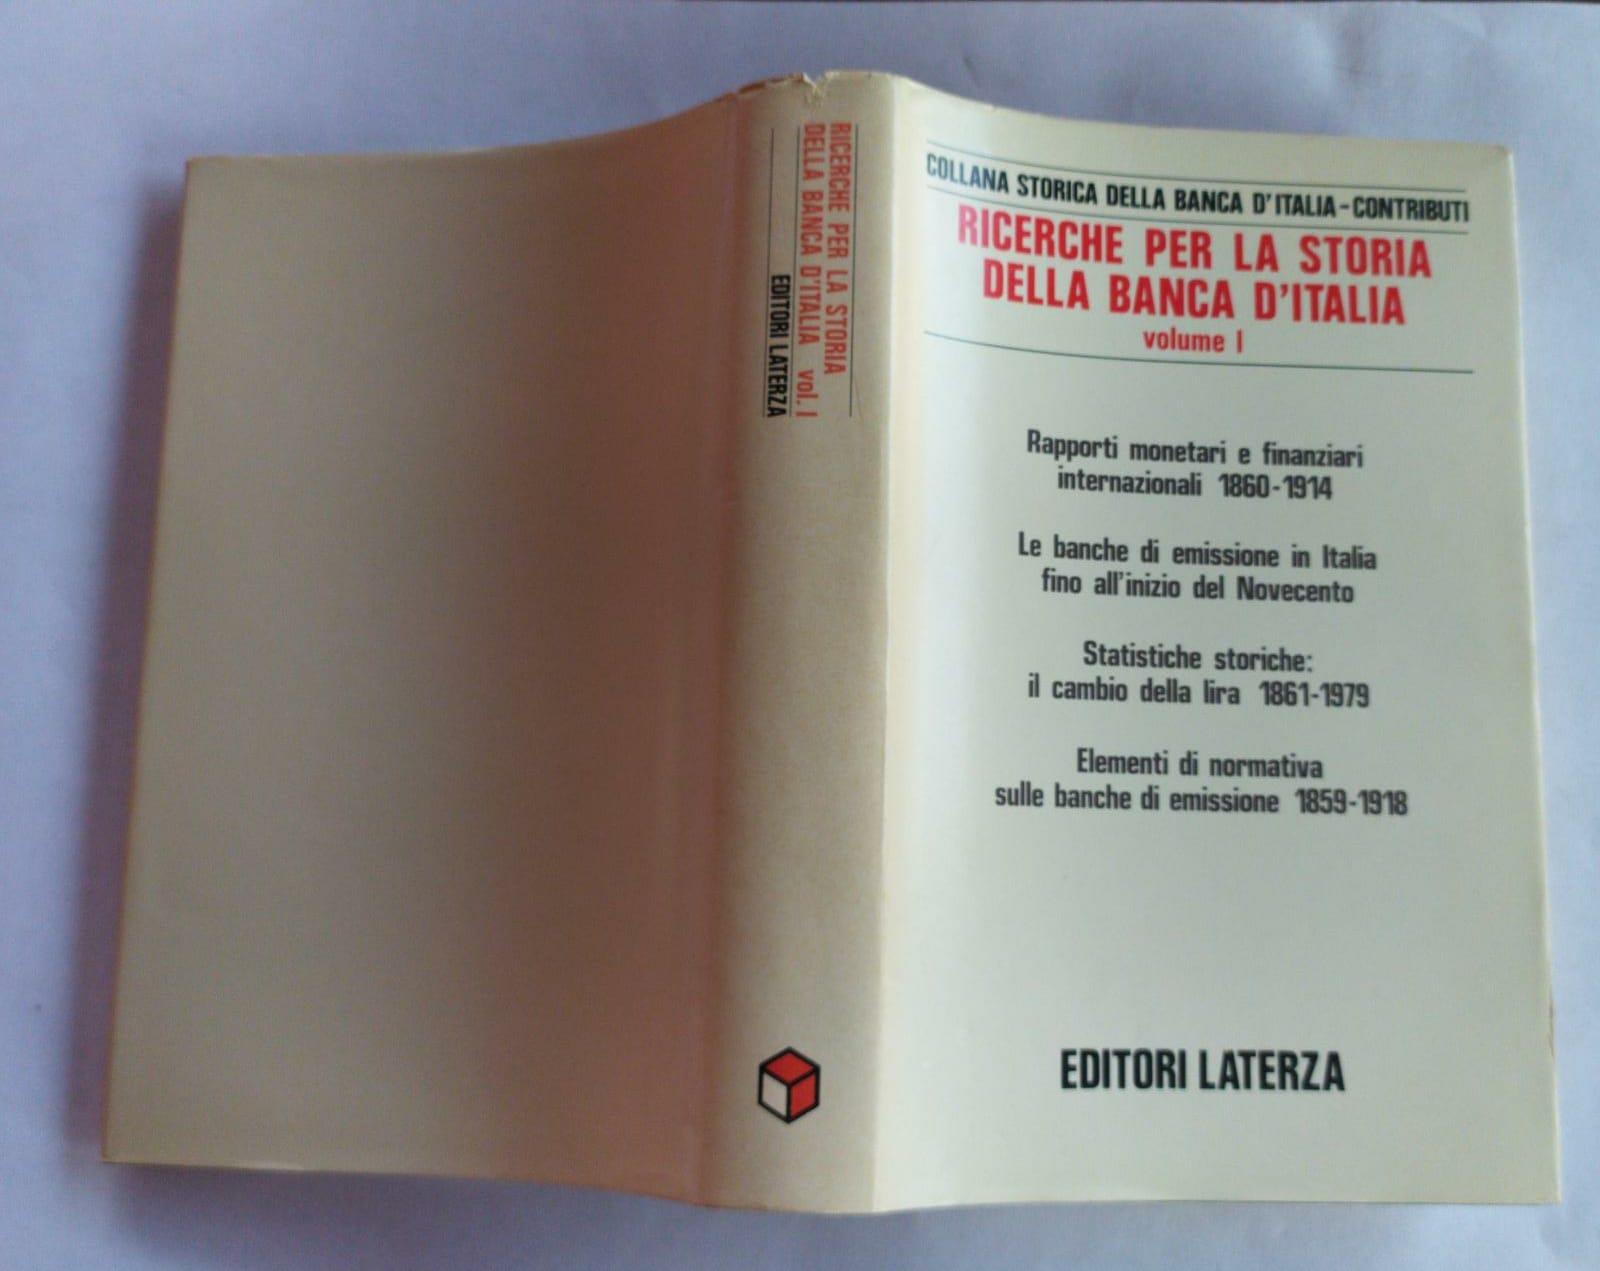 RICERCHE PER LA STORIA
DELLA BANCA D'ITALIA vol. I
EDITORI LATERZA
COLLANA STORICA DELLA BANCA D'ITALIA-CONTRIBUTI
RICERCHE PER LA STORIA
DELLA BANCA D'ITALIA
volume I
Rapporti monetari e finanziari
internazionali 1860-1914
Le banche di emissione in Italia
fino all'inizio del Novecento
Statistiche storiche:
il cambio della lira 1861-1979
Elementi di normativa
sulle banche di emissione 1859-1918
EDITORI LATERZA